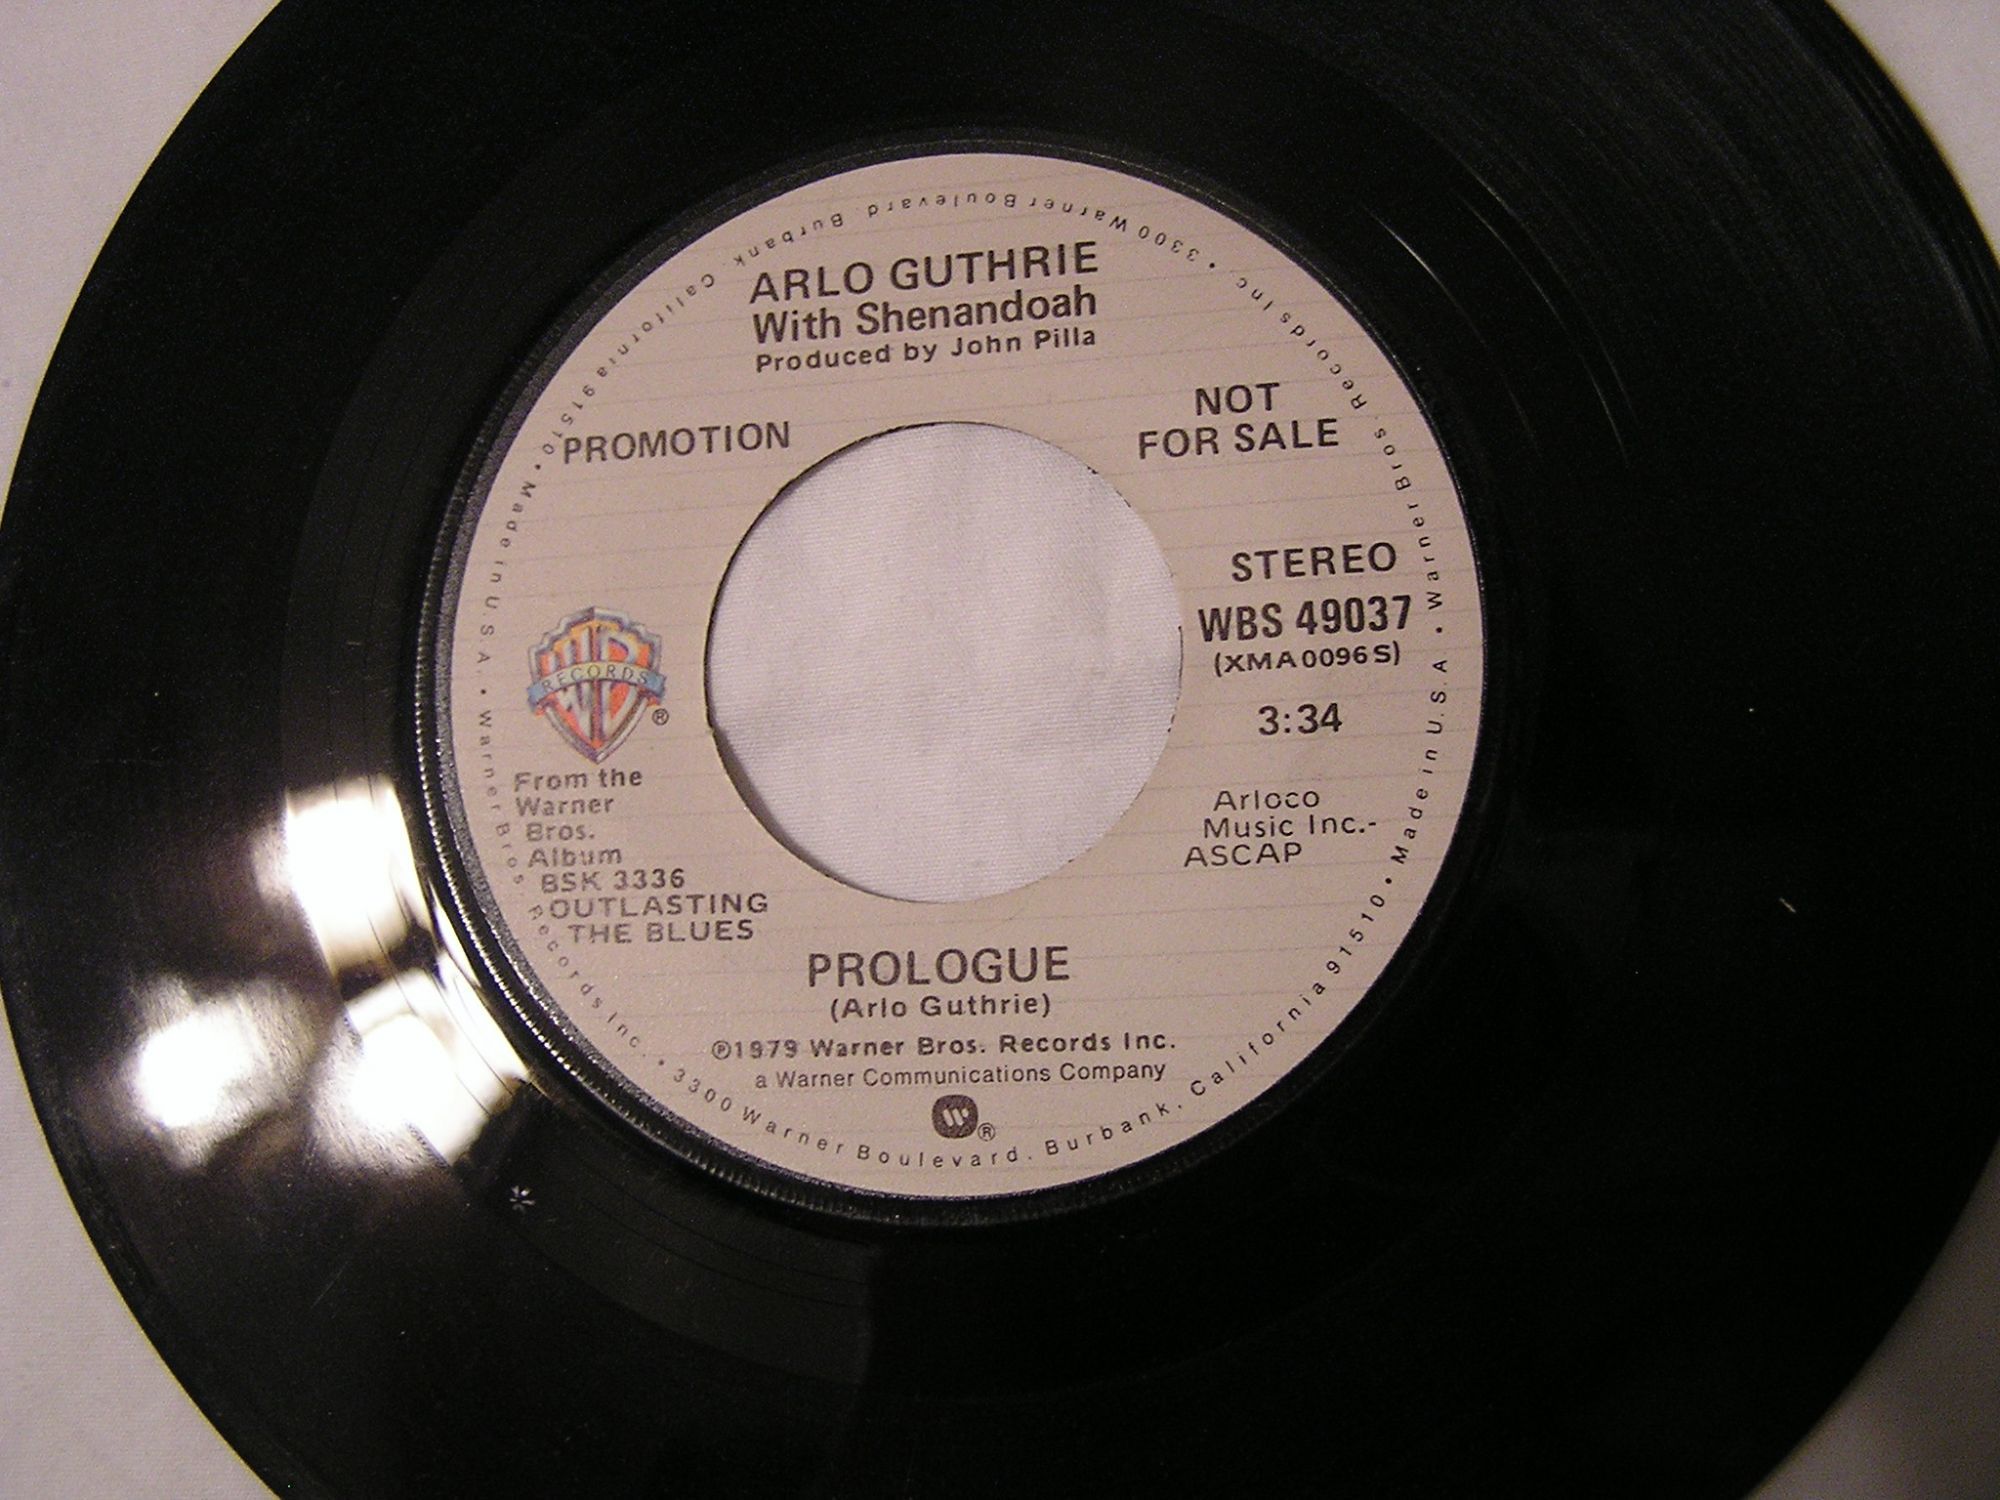 ARLO GUTHRIE
With Shenandoah
Produced by John Pilla
PROMOTION
NOT
FOR SALE
STEREO
WBS 49037
(XMA0096S)
3:34
Arloco
Music Inc.-
ASCAP
WB
RECORDS
®
From the
Warner
Bros.
Album
BSK 3336
OUTLASTING
THE BLUES
PROLOGUE
(Arlo Guthrie)
℗1979 Warner Bros. Records Inc.
a Warner Communications Company
®
Warner Bros. Records Inc. • 3300 Warner Boulevard. Burbank. California 91510 • Made in U.S.A. •
Warner Bros. Records Inc. • 3300 Warner Boulevard. Burbank. California 91510 • Made in U.S.A. •